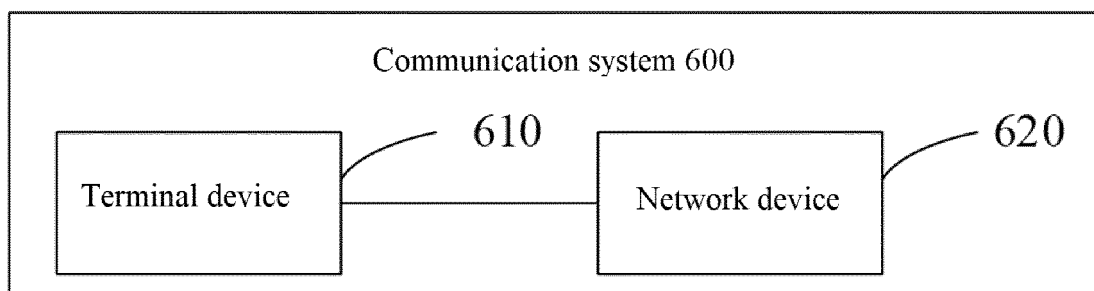 Communication system 600
610
620
Terminal device
Network device